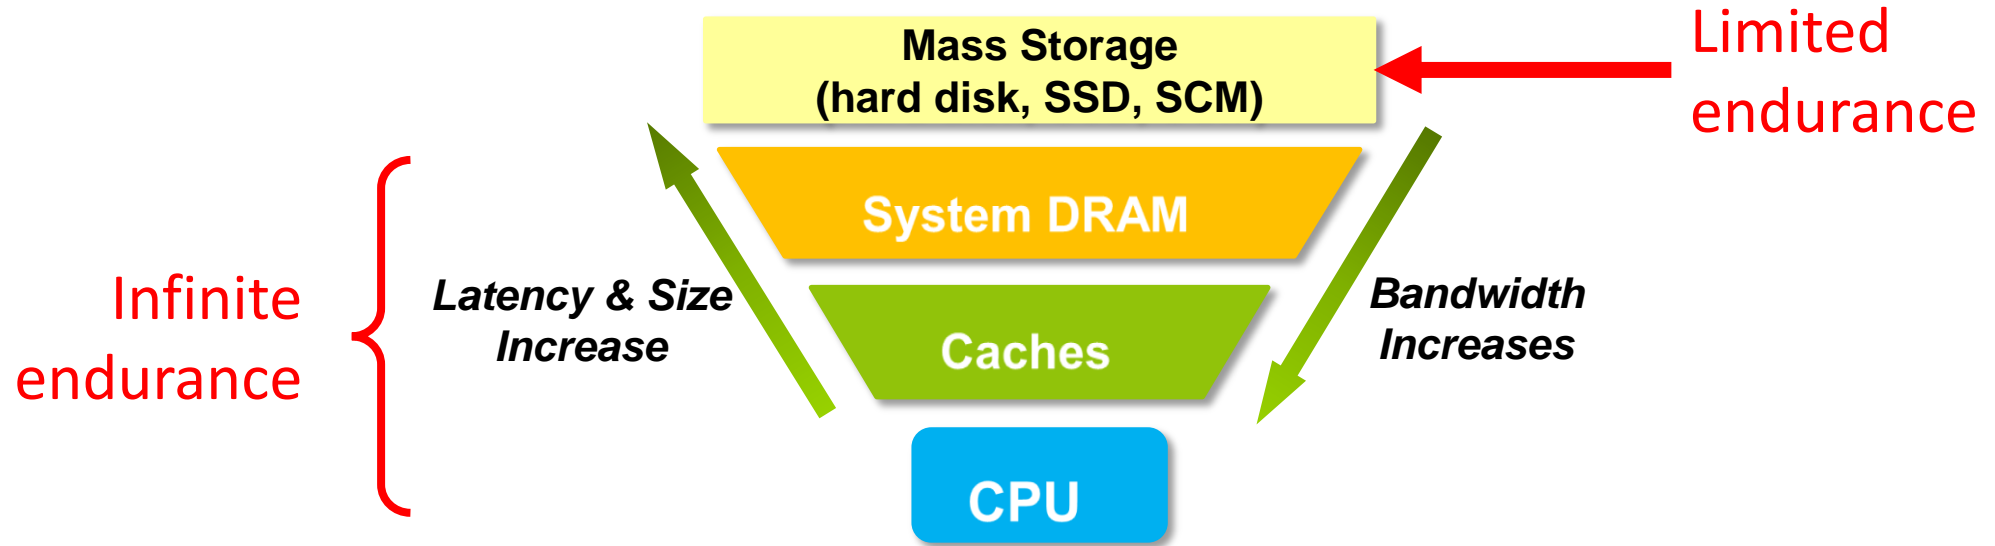 Mass Storage
(hard disk, SSD, SCM)
Limited
endurance
System DRAM
Infinite
endurance
Latency & Size
Increase
Bandwidth
Increases
Caches
CPU